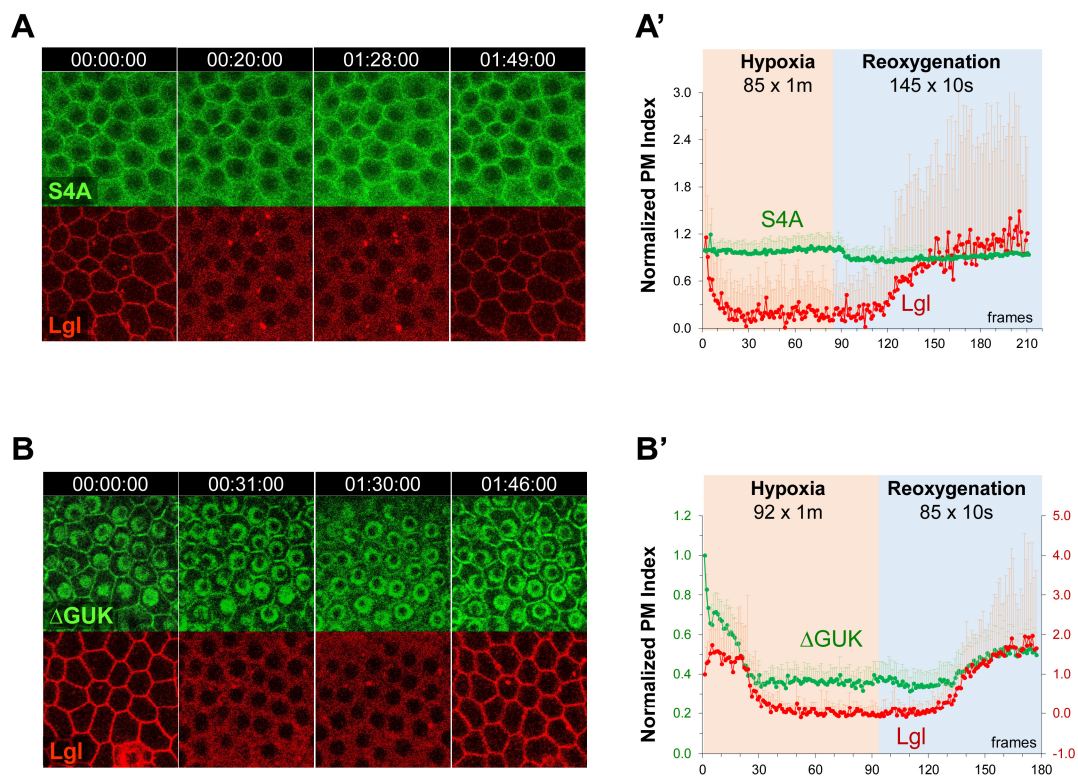 A
00:00:00 00:20:00 01:28:00 01:49:00
S4A
Lgl
A’
Hypoxia Reoxygenation
85 x 1m 145 x 10s
Normalized PM Index
3.0
2.4
1.8
1.2
0.6
0.0
S4A
Lgl
frames
0 30 60 90 120 150 180 210
B
00:00:00 00:31:00 01:30:00 01:46:00
∆GUK
Lgl
B’
Hypoxia Reoxygenation
92 x 1m 85 x 10s
Normalized PM Index
1.2
1.0
0.8
0.6
0.4
0.2
0.0
5.0
4.0
3.0
2.0
1.0
0.0
-1.0
∆GUK
Lgl
frames
0 30 60 90 120 150 180